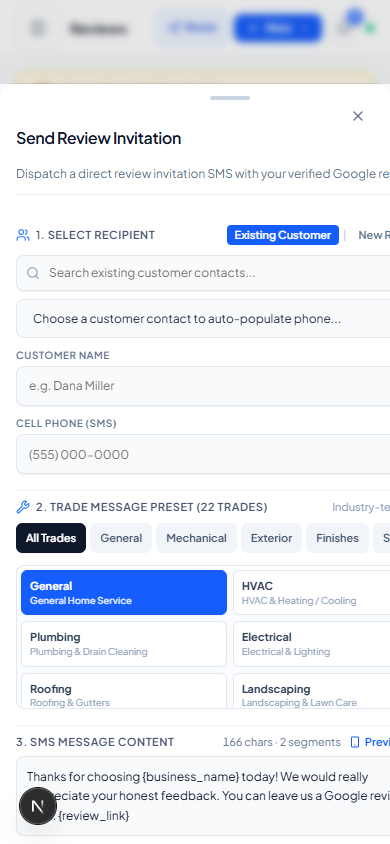 Reviews
Send Review Invitation
Dispatch a direct review invitation SMS with your verified Google re
1. SELECT RECIPIENT
Existing Customer
New R
Search existing customer contacts...
Choose a customer contact to auto-populate phone...
CUSTOMER NAME
e.g. Dana Miller
CELL PHONE (SMS)
(555) 000-0000
2. TRADE MESSAGE PRESET (22 TRADES)
Industry-te
All Trades
General
Mechanical
Exterior
Finishes
S
General
General Home Service
HVAC
HVAC & Heating / Cooling
Plumbing
Plumbing & Drain Cleaning
Electrical
Electrical & Lighting
Roofing
Roofing & Gutters
Landscaping
Landscaping & Lawn Care
3. SMS MESSAGE CONTENT
166 chars · 2 segments
Previ
Thanks for choosing {business_name} today! We would really
reciate your honest feedback. You can leave us a Google revi
{review_link}
N